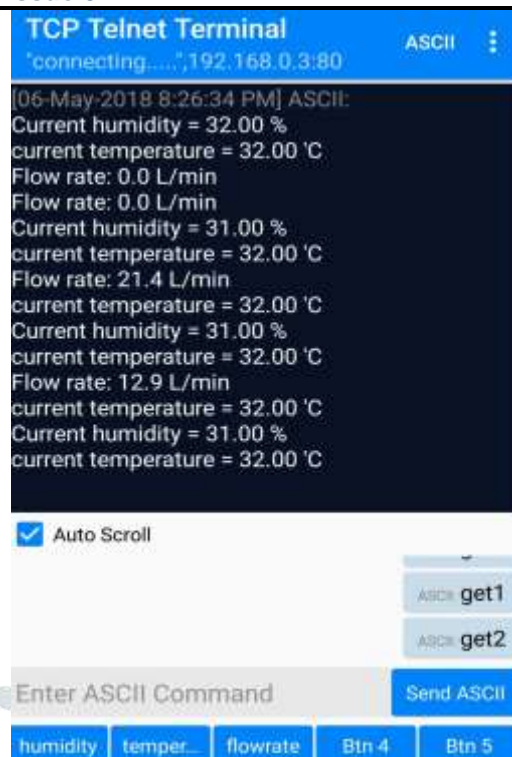 TCP Telnet Terminal
"connecting.....",192.168.0.3:80
ASCII
[06-May-2018 8:26:34 PM] ASCII:
Current humidity = 32.00 %
current temperature = 32.00 'C
Flow rate: 0.0 L/min
Flow rate: 0.0 L/min
Current humidity = 31.00 %
current temperature = 32.00 'C
Flow rate: 21.4 L/min
current temperature = 32.00 'C
Current humidity = 31.00 %
current temperature = 32.00 'C
Flow rate: 12.9 L/min
current temperature = 32.00 'C
Current humidity = 31.00 %
current temperature = 32.00 'C
Auto Scroll
ASCII get1
ASCII get2
Enter ASCII Command
Send ASCII
humidity temper... flowrate Btn 4 Btn 5